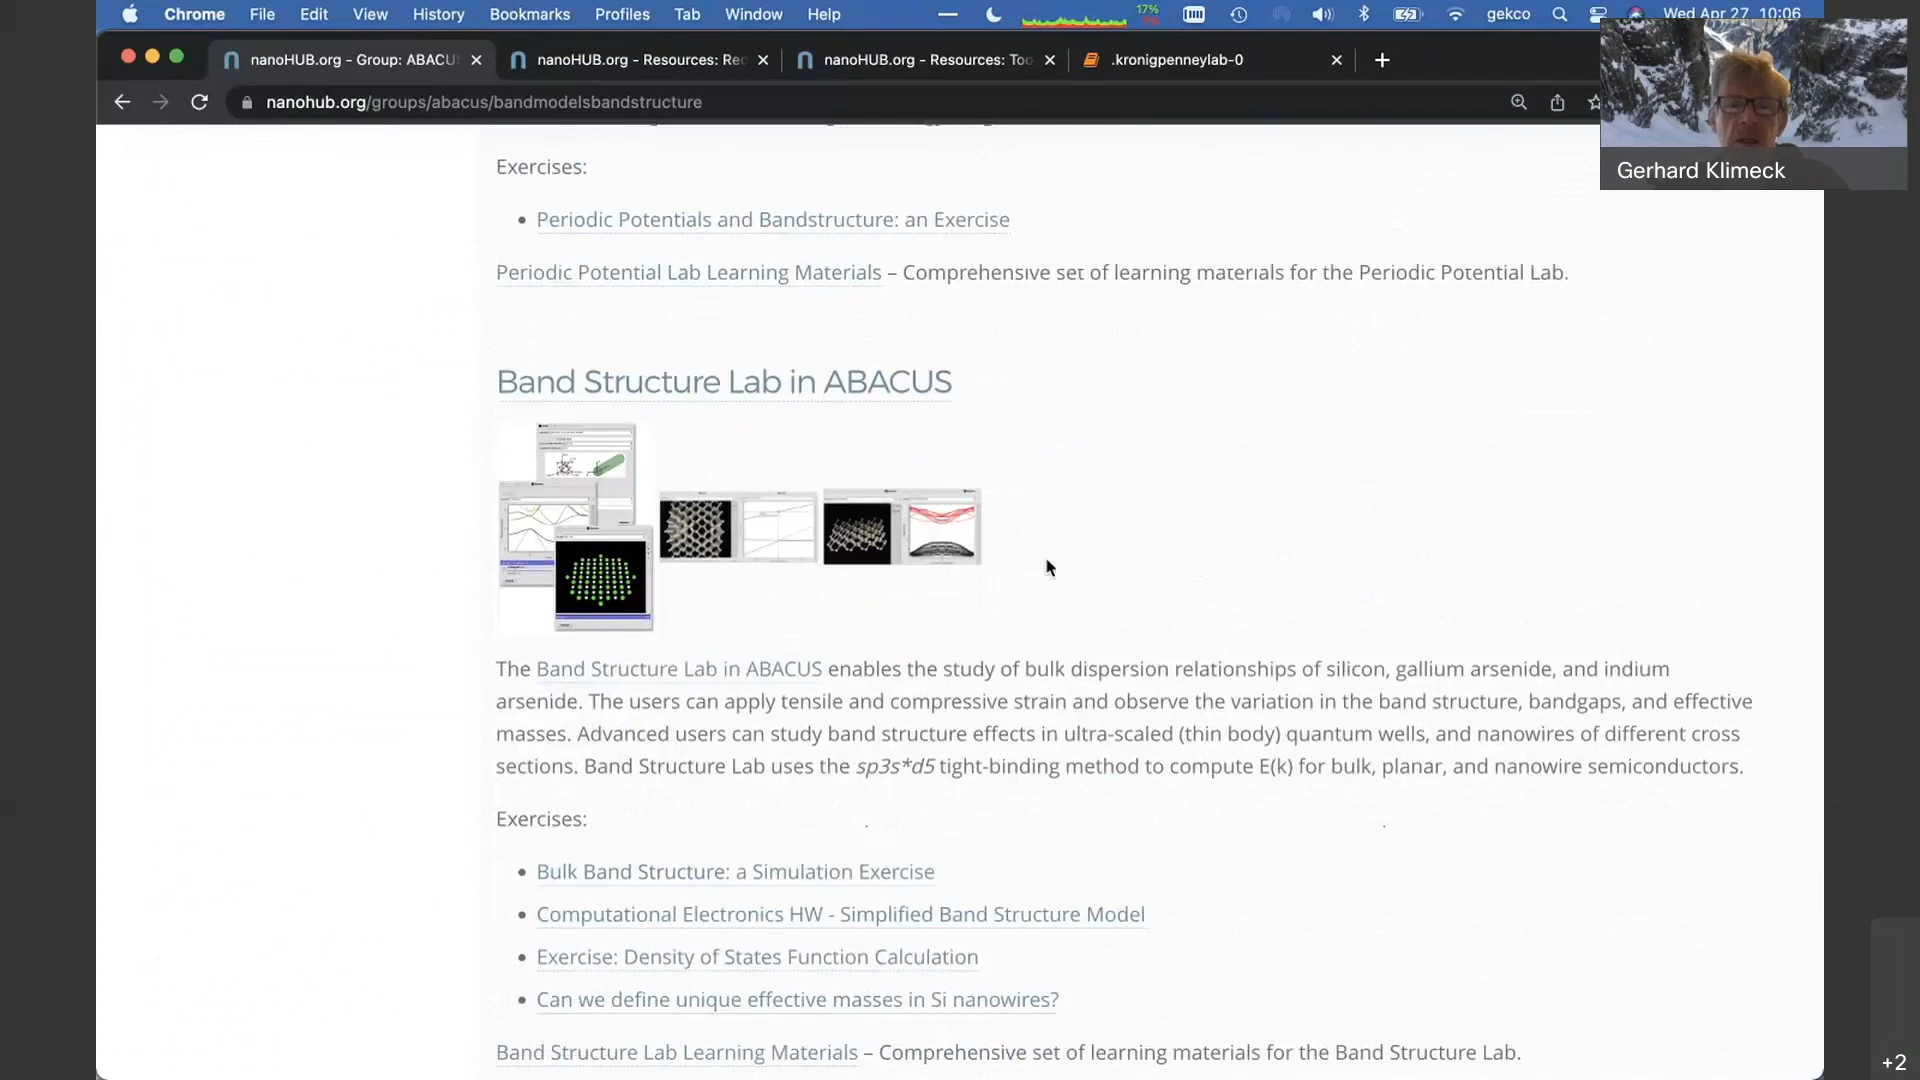 Chrome File Edit View History Bookmarks Profiles Tab Window Help 17% gekco Wed Apr 27, 10:06
nanoHUB.org - Group: ABACU nanoHUB.org - Resources: Rec nanoHUB.org - Resources: Too .kronigpenneylab-0
nanohub.org/groups/abacus/bandmodelsbandstructure
Gerhard Klimeck
Exercises:
Periodic Potentials and Bandstructure: an Exercise
Periodic Potential Lab Learning Materials – Comprehensive set of learning materials for the Periodic Potential Lab.
Band Structure Lab in ABACUS
The Band Structure Lab in ABACUS enables the study of bulk dispersion relationships of silicon, gallium arsenide, and indium
arsenide. The users can apply tensile and compressive strain and observe the variation in the band structure, bandgaps, and effective
masses. Advanced users can study band structure effects in ultra-scaled (thin body) quantum wells, and nanowires of different cross
sections. Band Structure Lab uses the sp3s*d5 tight-binding method to compute E(k) for bulk, planar, and nanowire semiconductors.
Exercises:
Bulk Band Structure: a Simulation Exercise
Computational Electronics HW - Simplified Band Structure Model
Exercise: Density of States Function Calculation
Can we define unique effective masses in Si nanowires?
Band Structure Lab Learning Materials – Comprehensive set of learning materials for the Band Structure Lab.
+2